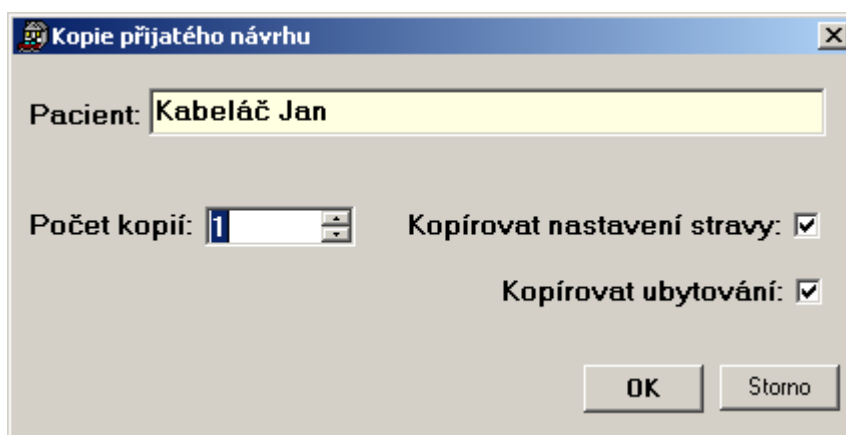 Kopie přijatého návrhu
Pacient: Kabeláč Jan
Počet kopií: 1 Kopírovat nastavení stravy:
Kopírovat ubytování:
OK Storno